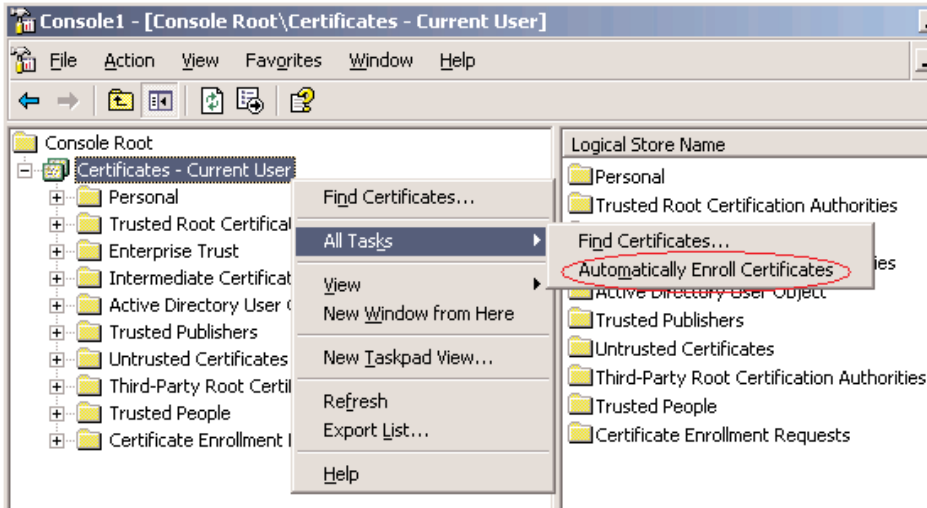 Console1 - [Console Root\Certificates - Current User]
File Action View Favorites Window Help
Console Root
Certificates - Current User
Personal
Trusted Root Certificat
Enterprise Trust
Intermediate Certificat
Active Directory User
Trusted Publishers
Untrusted Certificates
Third-Party Root Certil
Trusted People
Certificate Enrollment
Find Certificates...
All Tasks
View
New Window from Here
New Taskpad View...
Refresh
Export List...
Help
Find Certificates...
Automatically Enroll Certificates
Logical Store Name
Personal
Trusted Root Certification Authorities
ies
Active Directory User Object
Trusted Publishers
Untrusted Certificates
Third-Party Root Certification Authorities
Trusted People
Certificate Enrollment Requests